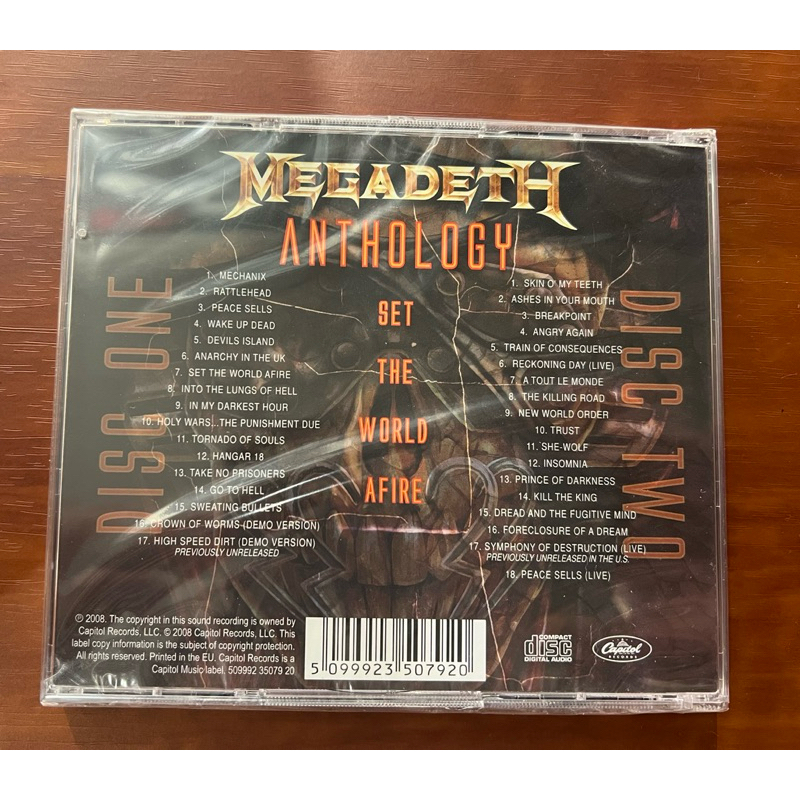 MEGADETH
ANTHOLOGY
SET
THE
WORLD
AFIRE
DISC ONE
1. MECHANIX
2. RATTLEHEAD
3. PEACE SELLS
4. WAKE UP DEAD
5. DEVILS ISLAND
6. ANARCHY IN THE UK
7. SET THE WORLD AFIRE
8. INTO THE LUNGS OF HELL
9. IN MY DARKEST HOUR
10. HOLY WARS...THE PUNISHMENT DUE
11. TORNADO OF SOULS
12. HANGAR 18
13. TAKE NO PRISONERS
14. GO TO HELL
15. SWEATING BULLETS
16. CROWN OF WORMS (DEMO VERSION)
17. HIGH SPEED DIRT (DEMO VERSION)
PREVIOUSLY UNRELEASED
DISC TWO
1. SKIN O' MY TEETH
2. ASHES IN YOUR MOUTH
3. BREAKPOINT
4. ANGRY AGAIN
5. TRAIN OF CONSEQUENCES
6. RECKONING DAY (LIVE)
7. A TOUT LE MONDE
8. THE KILLING ROAD
9. NEW WORLD ORDER
10. TRUST
11. SHE-WOLF
12. INSOMNIA
13. PRINCE OF DARKNESS
14. KILL THE KING
15. DREAD AND THE FUGITIVE MIND
16. FORECLOSURE OF A DREAM
17. SYMPHONY OF DESTRUCTION (LIVE)
PREVIOUSLY UNRELEASED IN THE U.S.
18. PEACE SELLS (LIVE)
℗ 2008. The copyright in this sound recording is owned by
Capitol Records, LLC. © 2008 Capitol Records, LLC. This
label copy information is the subject of copyright protection.
All rights reserved. Printed in the EU. Capitol Records is a
Capitol Music label. 509992 35079 20
5 099923 507920
COMPACT
disc
DIGITAL AUDIO
Capitol
RECORDS